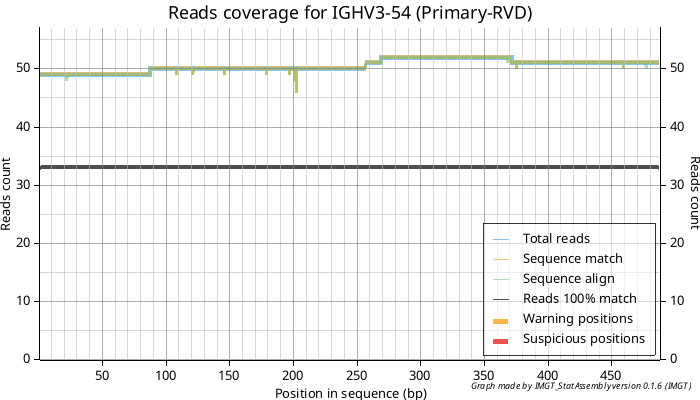 Reads coverage for IGHV3-54 (Primary-RVD)
50 50
40 40
30 30
20 20
10 10
0 0
Reads count
Reads count
Total reads
Sequence match
Sequence align
Reads 100% match
Warning positions
Suspicious positions
50 100 150 200 250 300 350 400 450
Position in sequence (bp)
Graph made by IMGT_StatAssembly version 0.1.6 (IMGT)